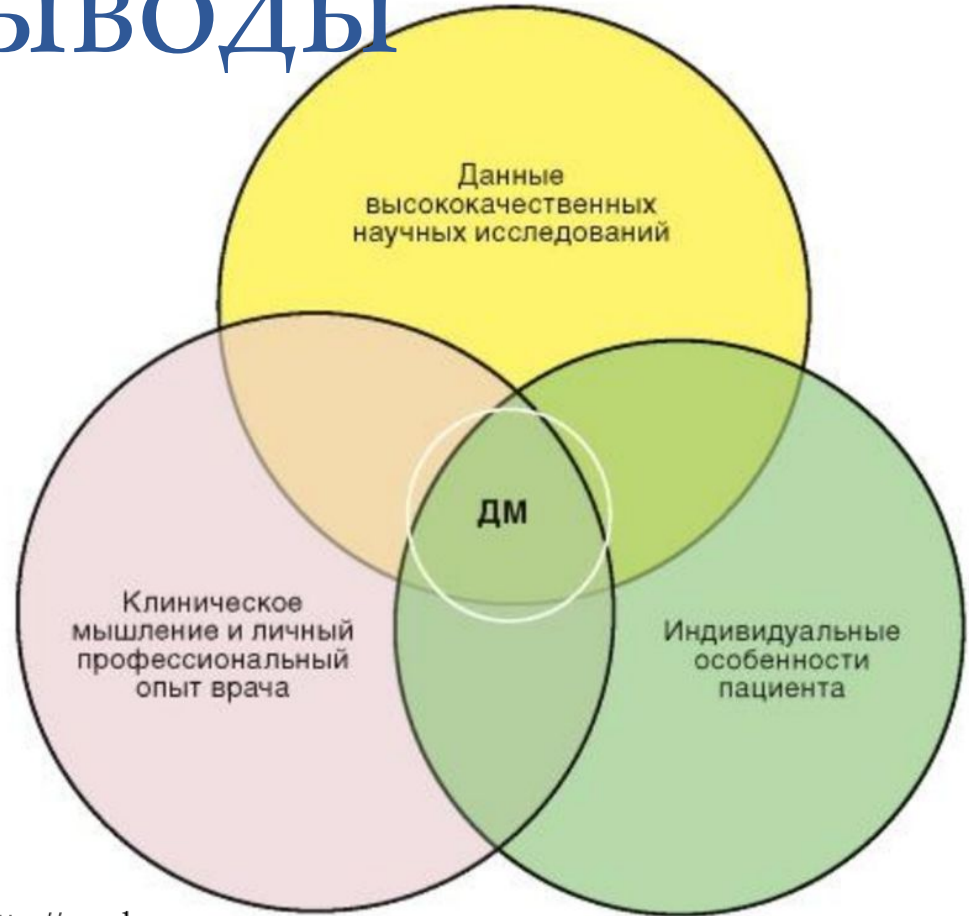 ЫВОДЫ
Данные
высококачественных
научных исследований
ДМ
Клиническое
мышление и личный
профессиональный
опыт врача
Индивидуальные
особенности
пациента